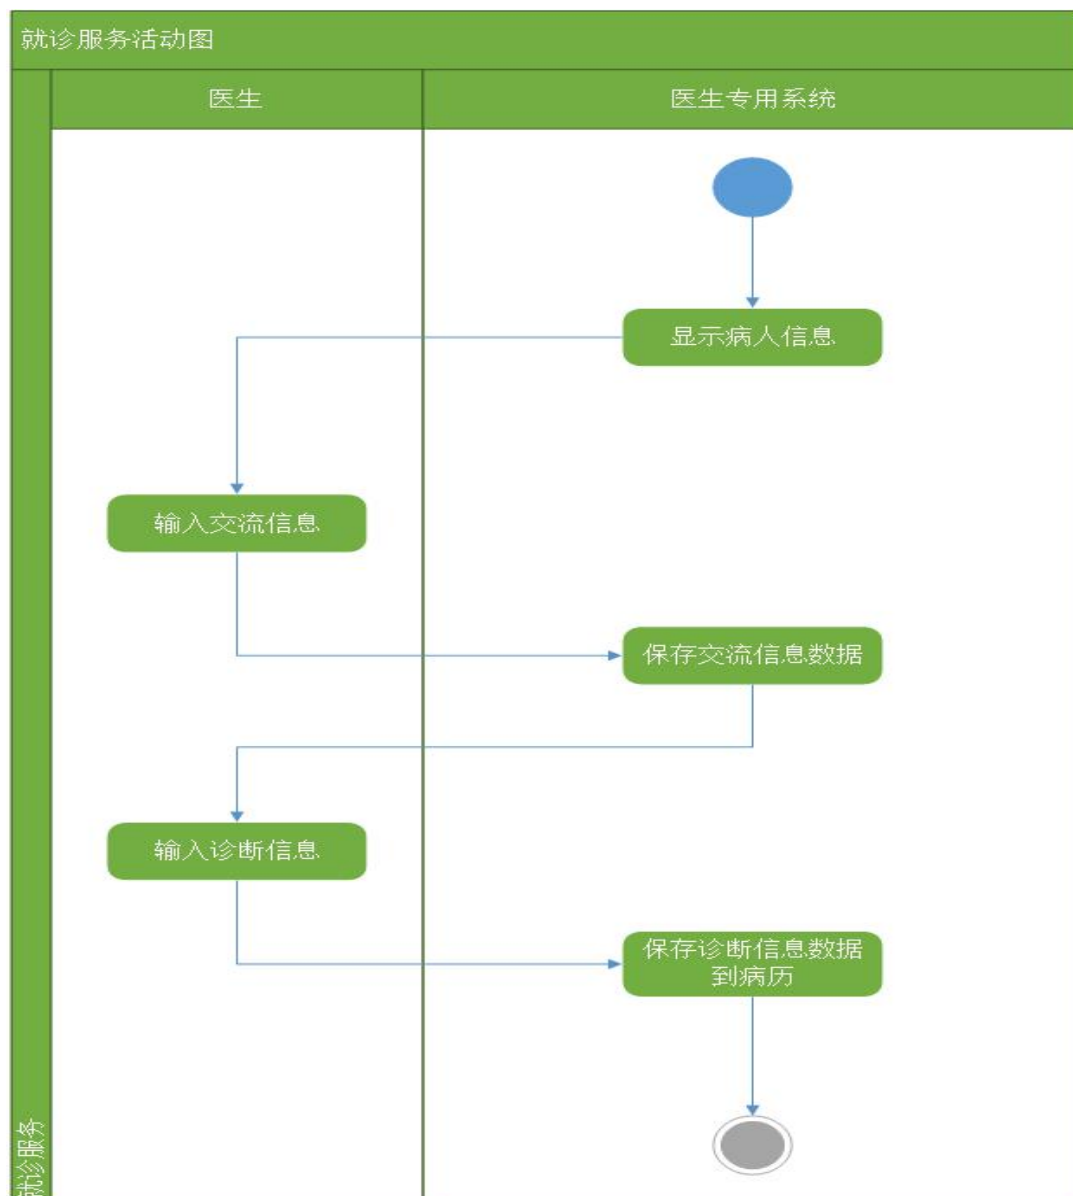 就诊服务活动图
医生
医生专用系统
显示病人信息
输入交流信息
保存交流信息数据
输入诊断信息
保存诊断信息数据
到病历
就诊服务